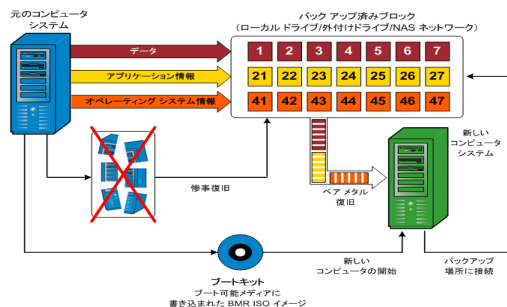 元のコンピュータ
システム
バック アップ済みブロック
(ローカル ドライブ/外付けドライブ/NAS ネットワーク)
データ
1 2 3 4 5 6 7
アプリケーション情報
21 22 23 24 25 26 27
オペレーティング システム情報
41 42 43 44 45 46 47
惨事復旧
ベア メタル
復旧
新しい
コンピュータ
システム
ブートキット
ブート可能メディアに
書き込まれた BMR ISO イメージ
新しい
コンピュータの開始
バックアップ
場所に接続